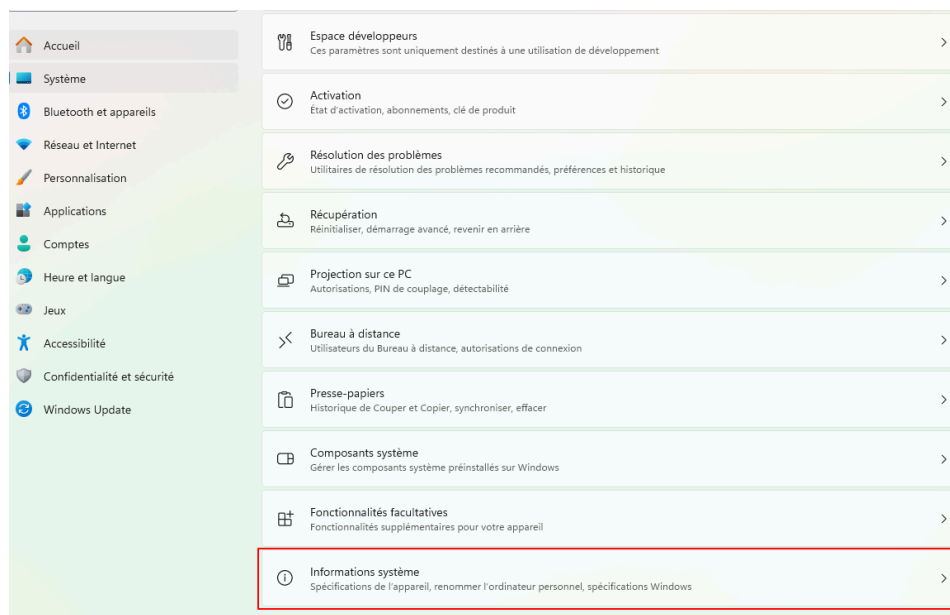 Accueil
Système
Bluetooth et appareils
Réseau et Internet
Personnalisation
Applications
Comptes
Heure et langue
Jeux
Accessibilité
Confidentialité et sécurité
Windows Update
Espace développeurs
Ces paramètres sont uniquement destinés à une utilisation de développement
Activation
État d'activation, abonnements, clé de produit
Résolution des problèmes
Utilitaires de résolution des problèmes recommandés, préférences et historique
Récupération
Réinitialiser, démarrage avancé, revenir en arrière
Projection sur ce PC
Autorisations, PIN de couplage, détectabilité
Bureau à distance
Utilisateurs du Bureau à distance, autorisations de connexion
Presse-papiers
Historique de Couper et Copier, synchroniser, effacer
Composants système
Gérer les composants système préinstallés sur Windows
Fonctionnalités facultatives
Fonctionnalités supplémentaires pour votre appareil
Informations système
Spécifications de l'appareil, renommer l'ordinateur personnel, spécifications Windows